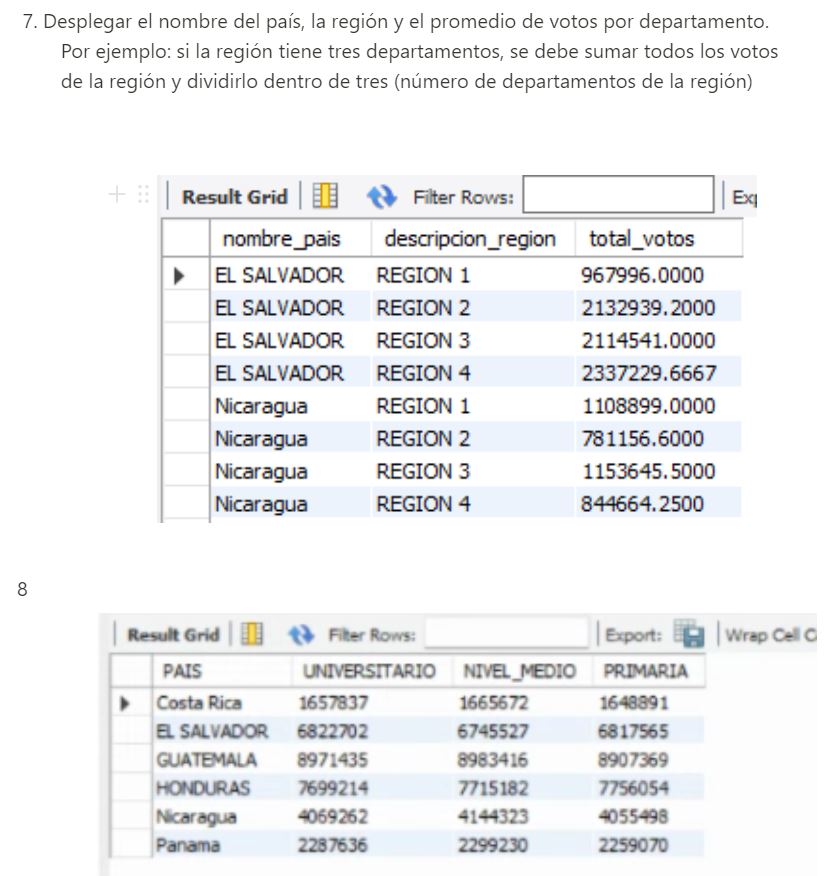 7. Desplegar el nombre del país, la región y el promedio de votos por departamento.
Por ejemplo: si la región tiene tres departamentos, se debe sumar todos los votos
de la región y dividirlo dentro de tres (número de departamentos de la región)
Result Grid Filter Rows: Exp
nombre_pais descripcion_region total_votos
EL SALVADOR REGION 1 967996.0000
EL SALVADOR REGION 2 2132939.2000
EL SALVADOR REGION 3 2114541.0000
EL SALVADOR REGION 4 2337229.6667
Nicaragua REGION 1 1108899.0000
Nicaragua REGION 2 781156.6000
Nicaragua REGION 3 1153645.5000
Nicaragua REGION 4 844664.2500
8
Result Grid Filter Rows: Export: Wrap Cell C
PAIS UNIVERSITARIO NIVEL_MEDIO PRIMARIA
Costa Rica 1657837 1665672 1648891
EL SALVADOR 6822702 6745527 6817565
GUATEMALA 8971435 8983416 8907369
HONDURAS 7699214 7715182 7756054
Nicaragua 4069262 4144323 4055498
Panama 2287636 2299230 2259070